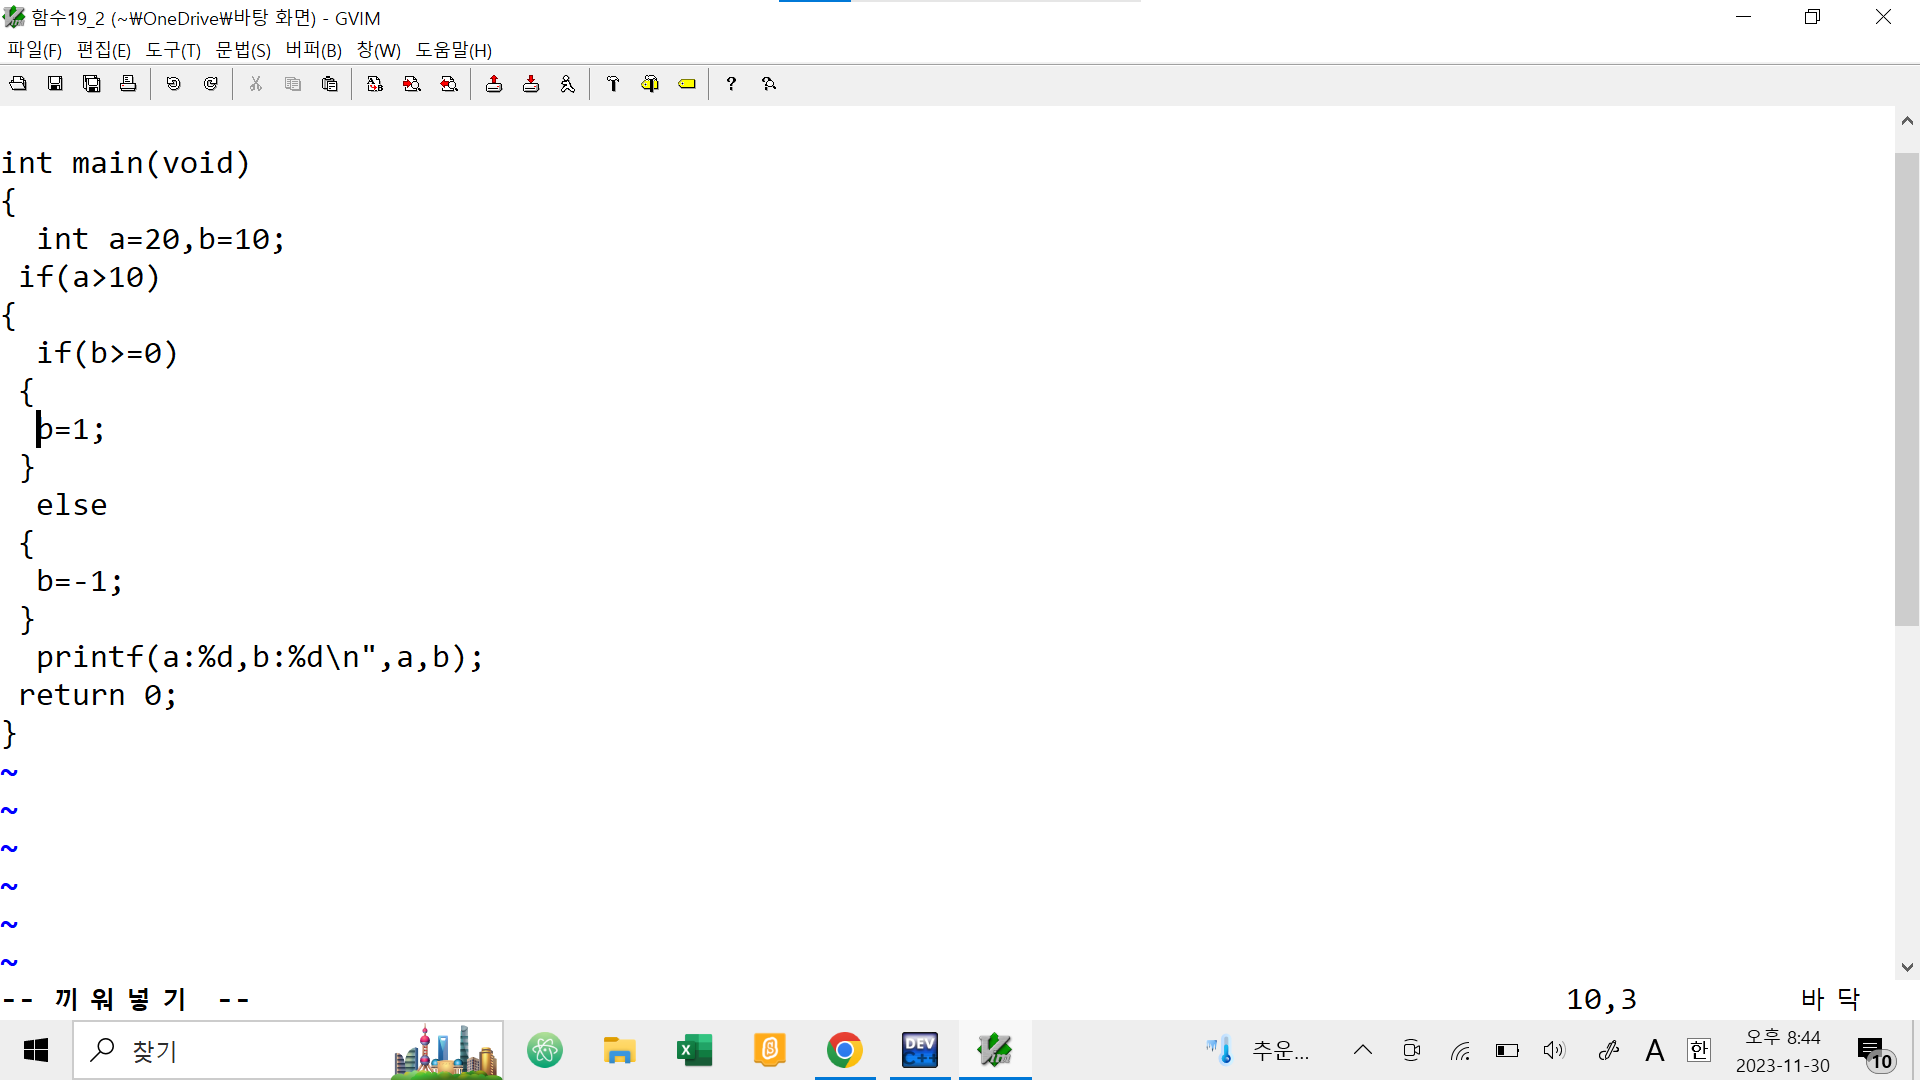 함수19_2 (~₩OneDrive₩바탕 화면) - GVIM
파일(F) 편집(E) 도구(T) 문법(S) 버퍼(B) 창(W) 도움말(H)
int main(void)
{
  int a=20,b=10;
 if(a>10)
{
  if(b>=0)
 {
  b=1;
 }
  else
 {
  b=-1;
 }
  printf(a:%d,b:%d\n",a,b);
 return 0;
}
~
~
~
~
~
~
-- 끼워넣기 -- 10,3 바닥
찾기 DEV C++ 추운... A 한 오후 8:44
2023-11-30 10